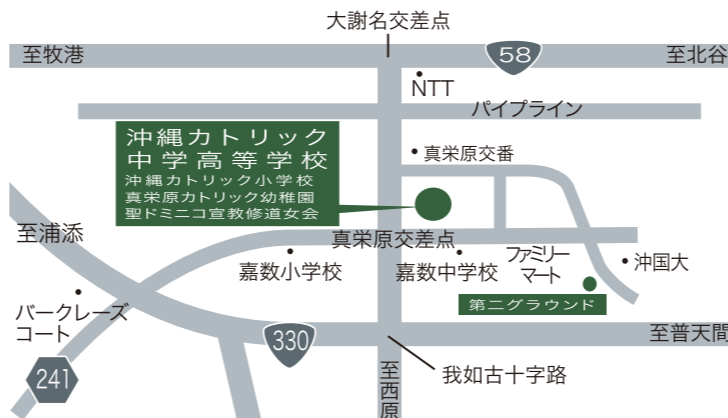 大謝名交差点
至牧港
58
至北谷
NTT
パイプライン
沖縄カトリック
中学高等学校
沖縄カトリック小学校
真栄原カトリック幼稚園
聖ドミニコ宣教修道女会
真栄原交番
至浦添
真栄原交差点
嘉数小学校
嘉数中学校
ファミリー
マート
沖国大
第二グラウンド
バークレーズ
コート
330
至普天間
241
至西原
我如古十字路